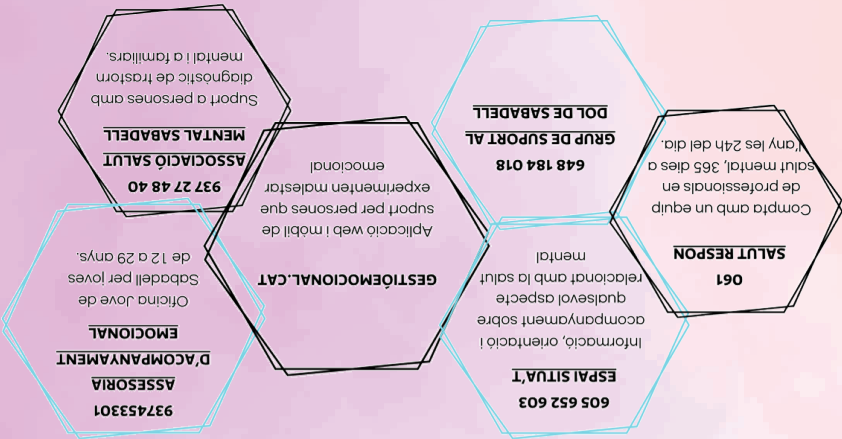 061
SALUT RESPON
Compta amb un equip
de professionals en
salut mental, 365 dies a
l'any les 24h del dia.
605 652 603
ESPAI SITUA'T
Informació, orientació i
acompanyament sobre
qualsevol aspecte
relacionat amb la salut
mental
648 184 018
GRUP DE SUPORT AL
DOL DE SABADELL
GESTIÓEMOCIONAL.CAT
Aplicació web i mòbil de
suport per persones que
experimenten malestar
emocional
937453301
ASSESORIA
D'ACOMPANYAMENT
EMOCIONAL
Oficina Jove de
Sabadell per joves
de 12 a 29 anys.
937 27 48 40
ASSOCIACIÓ SALUT
MENTAL SABADELL
Suport a persones amb
diagnòstic de trastorn
mental i a familiars.